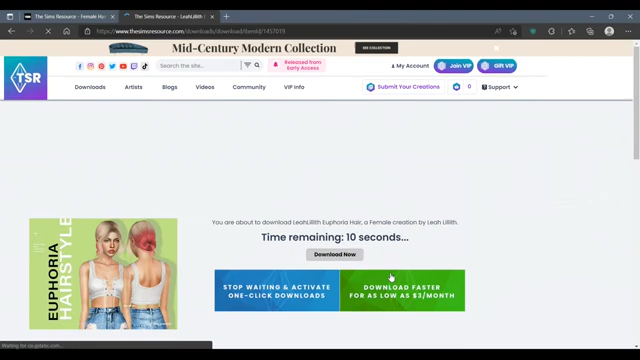 The Sims Resource - Female Hair
The Sims Resource - LeahLillith E
https://www.thesimsresource.com/downloads/download/itemId/1457019
Mid-Century Modern Collection
SEE COLLECTION
TSR
Search the site...
Released from
Early Access
My Account
Join VIP
Gift VIP
Downloads
Artists
Blogs
Videos
Community
VIP Info
Submit Your Creations
0
Support
You are about to download LeahLillith Euphoria Hair, a Female creation by Leah Lillith.
Time remaining: 10 seconds...
Download Now
EUPHORIA
HAIRSTYLE
STOP WAITING & ACTIVATE
ONE-CLICK DOWNLOADS
DOWNLOAD FASTER
FOR AS LOW AS $3/MONTH